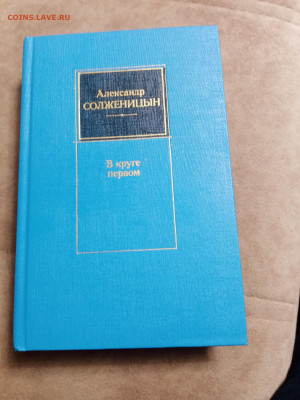 COINS.LAVE.RU
Александр
СОЛЖЕНИЦЫН
В круге
первом